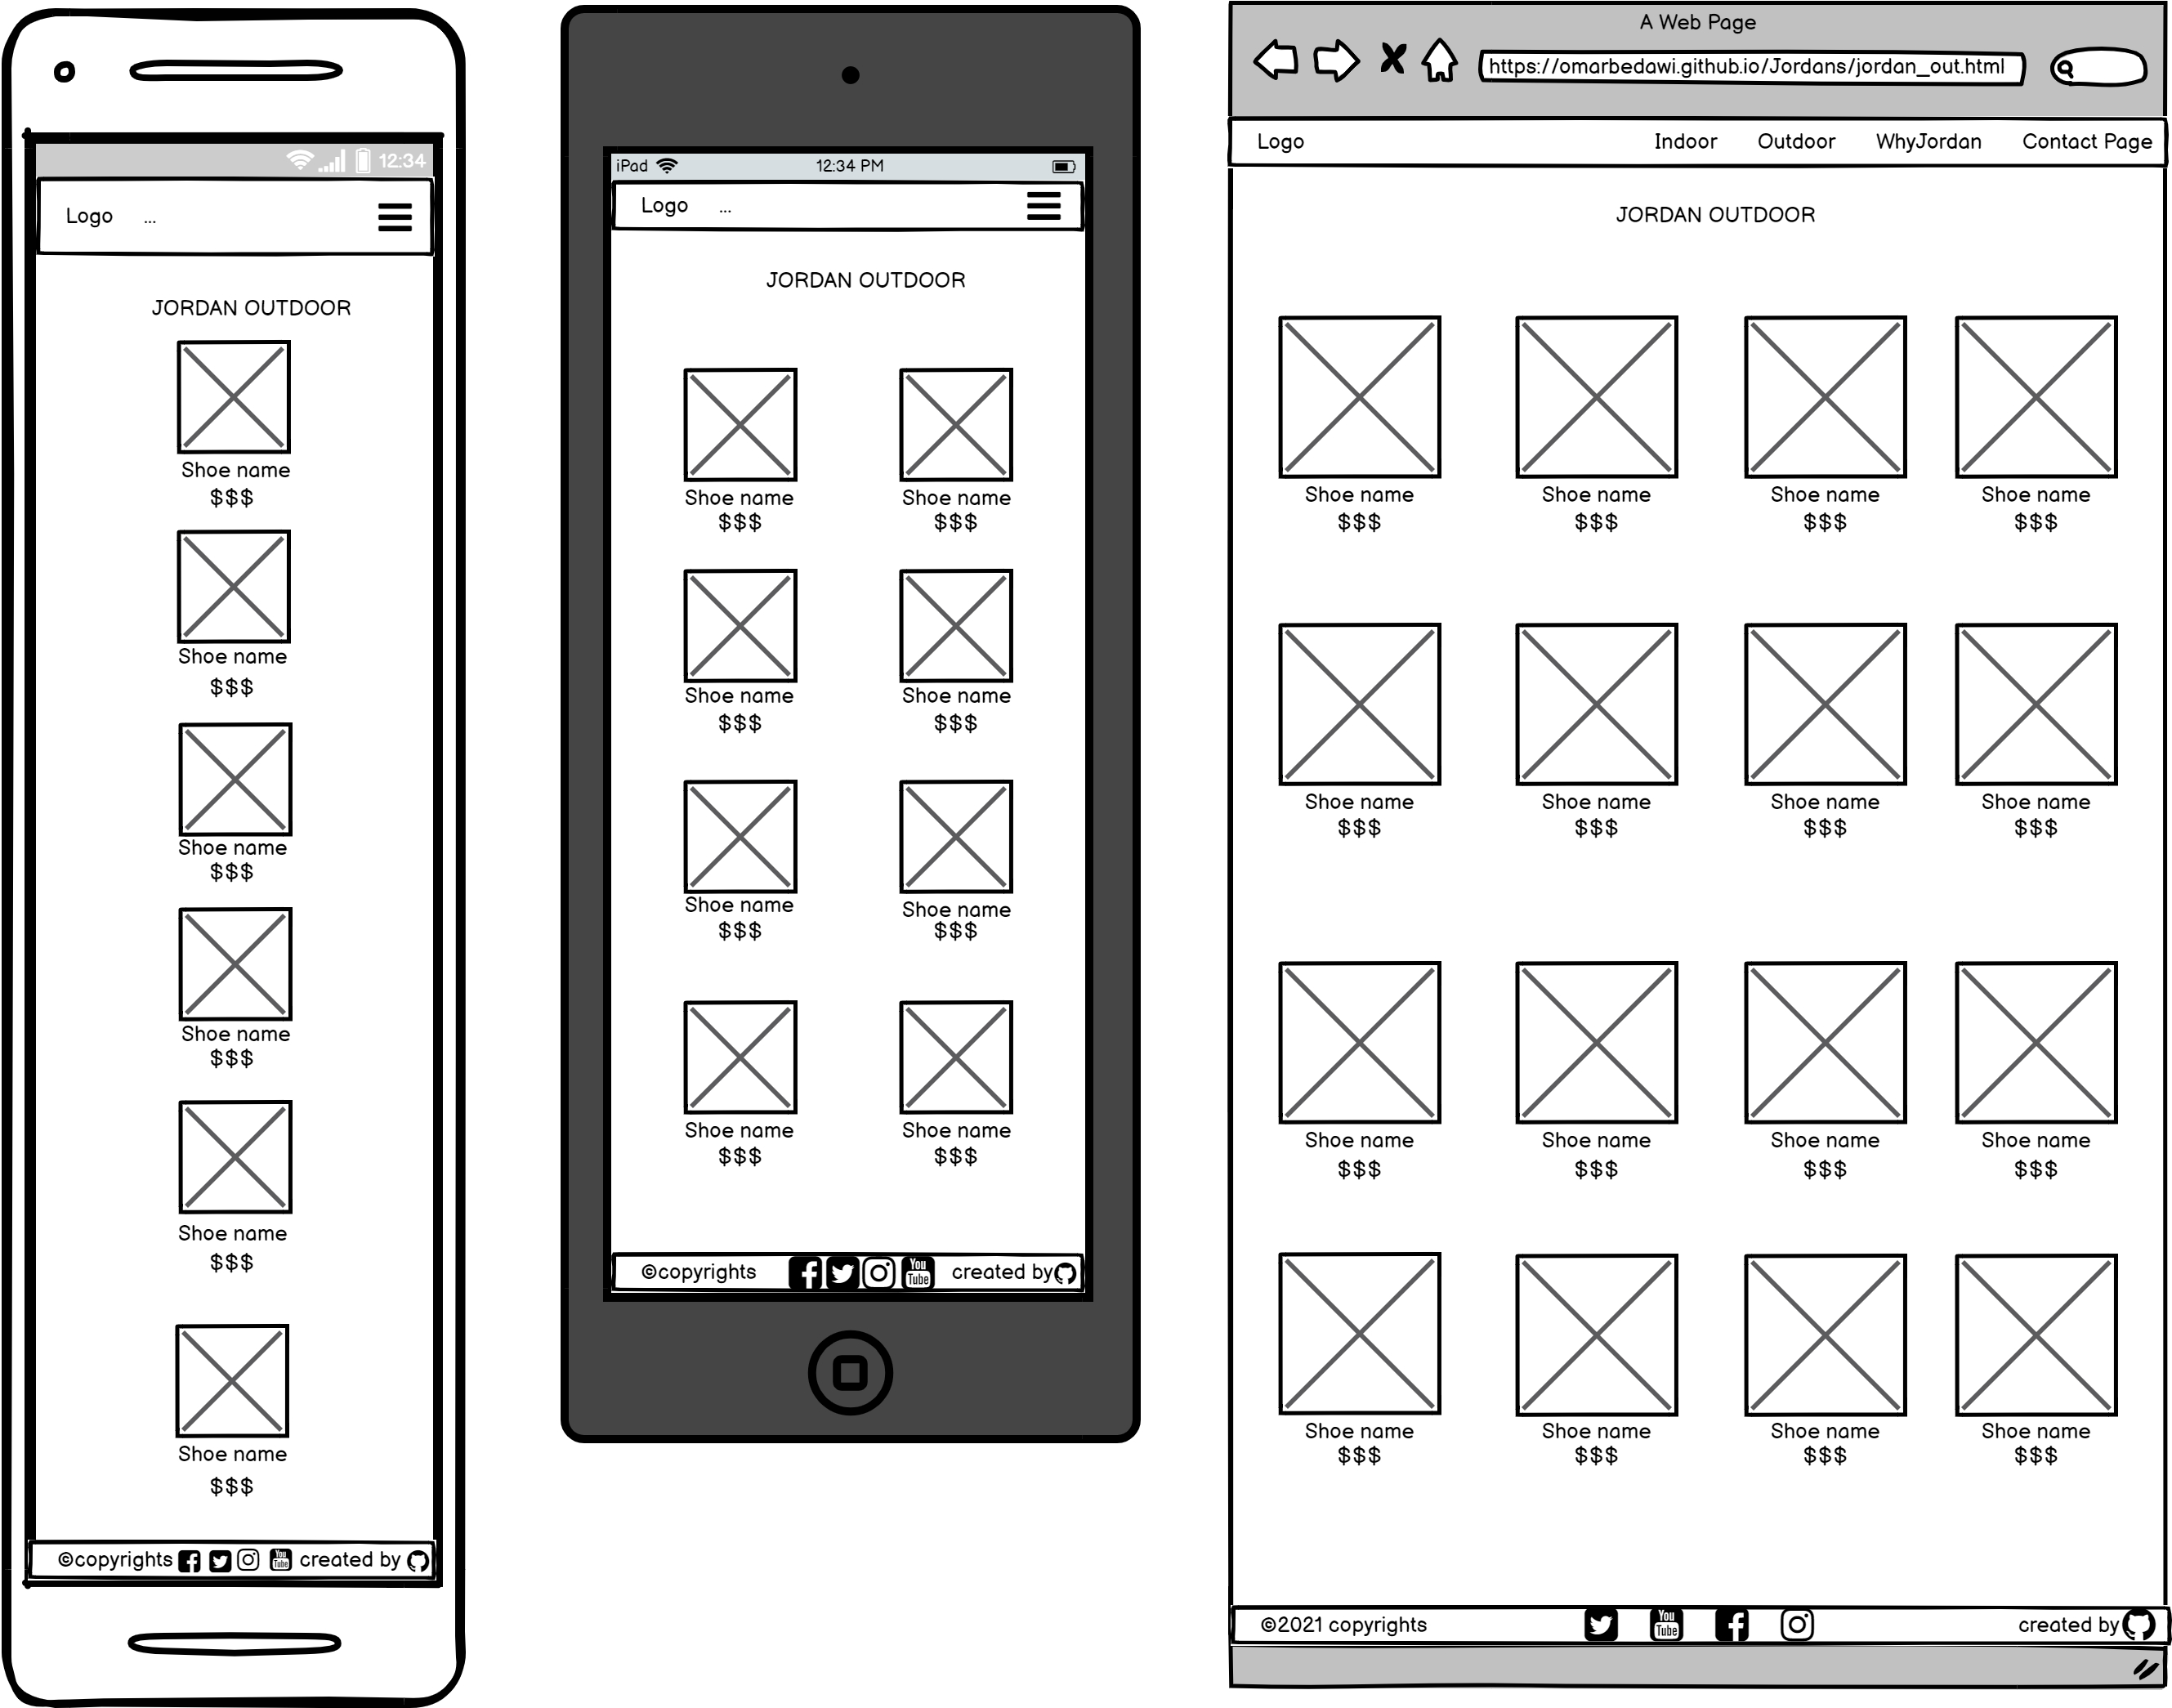 12:34
Logo ...
JORDAN OUTDOOR
Shoe name
$$$
Shoe name
$$$
Shoe name
$$$
Shoe name
$$$
Shoe name
$$$
Shoe name
$$$
©copyrights You Tube created by
iPad 12:34 PM
Logo ...
JORDAN OUTDOOR
Shoe name Shoe name
$$$ $$$
Shoe name Shoe name
$$$ $$$
Shoe name Shoe name
$$$ $$$
Shoe name Shoe name
$$$ $$$
©copyrights You Tube created by
A Web Page
https://omarbedawi.github.io/Jordans/jordan_out.html
Logo Indoor Outdoor WhyJordan Contact Page
JORDAN OUTDOOR
Shoe name Shoe name Shoe name Shoe name
$$$ $$$ $$$ $$$
Shoe name Shoe name Shoe name Shoe name
$$$ $$$ $$$ $$$
Shoe name Shoe name Shoe name Shoe name
$$$ $$$ $$$ $$$
Shoe name Shoe name Shoe name Shoe name
$$$ $$$ $$$ $$$
©2021 copyrights You Tube created by